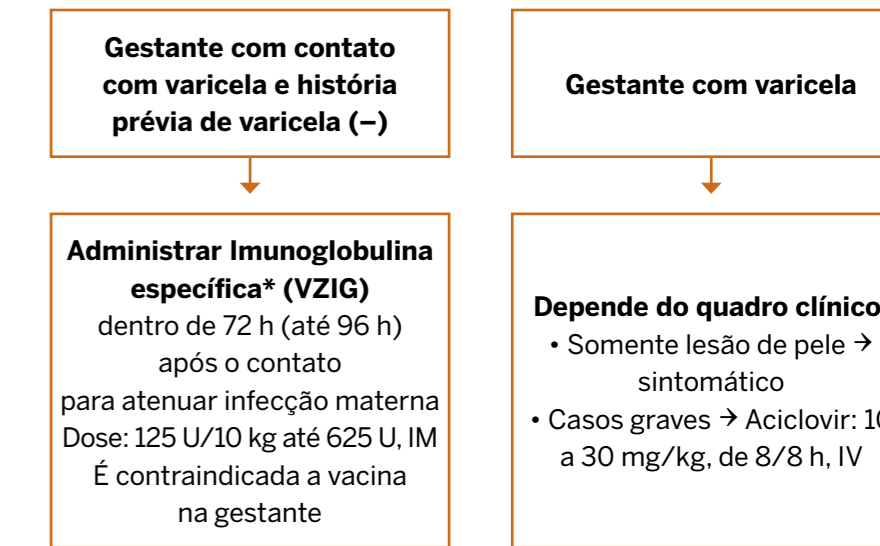 Gestante com contato
com varicela e história
prévia de varicela (–)
Administrar Imunoglobulina
específica* (VZIG)
dentro de 72 h (até 96 h)
após o contato
para atenuar infecção materna
Dose: 125 U/10 kg até 625 U, IM
É contraindicada a vacina
na gestante
Gestante com varicela
Depende do quadro clínico
• Somente lesão de pele →
sintomático
• Casos graves → Aciclovir:
a 30 mg/kg, de 8/8 h, IV